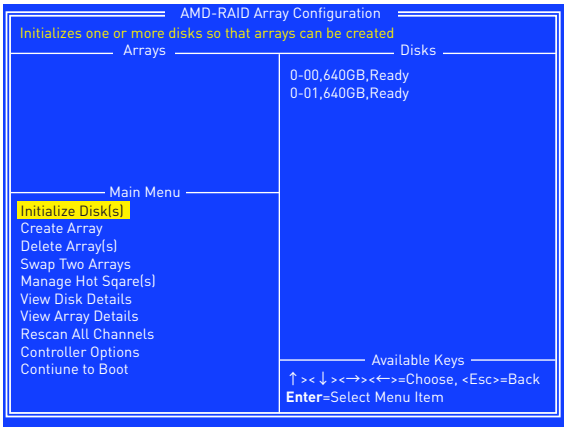 AMD-RAID Array Configuration
Initializes one or more disks so that arrays can be created
Arrays
Disks
0-00,640GB,Ready
0-01,640GB,Ready
Main Menu
Initialize Disk(s)
Create Array
Delete Array(s)
Swap Two Arrays
Manage Hot Sqare(s)
View Disk Details
View Array Details
Rescan All Channels
Controller Options
Contiune to Boot
Available Keys
↑><↓><→><←>=Choose, <Esc>=Back
Enter=Select Menu Item